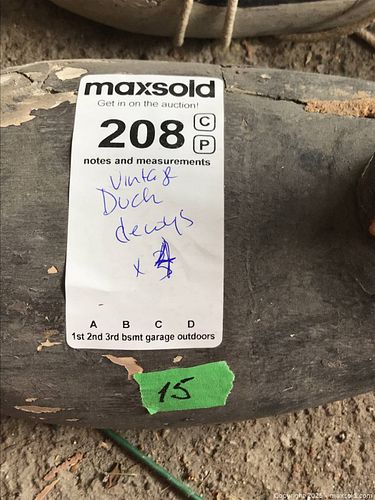 maxsold
Get in on the auction!
208 C
P
notes and measurements
Vintage
Duck
decoys
x 4
A B C D
1st 2nd 3rd bsmt garage outdoors
15
Copyright 2025 - maxsold.com